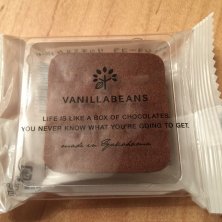 VANILLABEANS
LIFE IS LIKE A BOX OF CHOCOLATES.
YOU NEVER KNOW WHAT YOU'RE GOING TO GET.
made in Yokohama